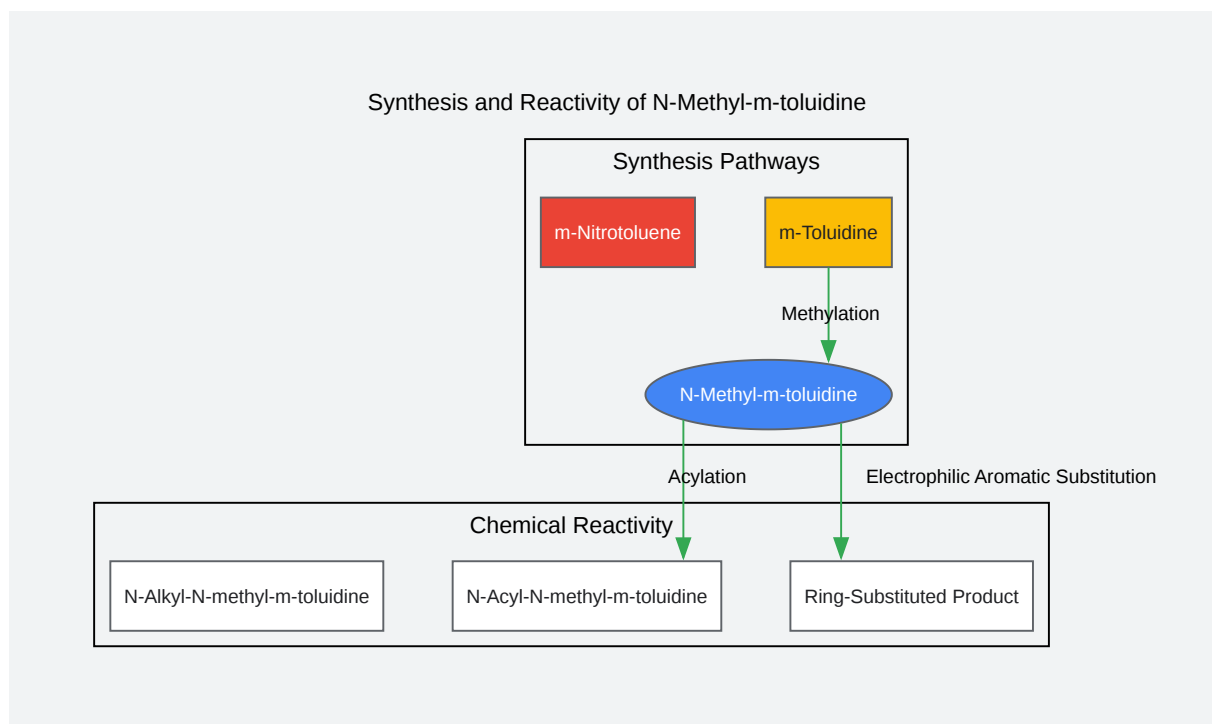 Synthesis and Reactivity of N-Methyl-m-toluidine
Synthesis Pathways
m-Nitrotoluene
m-Toluidine
Methylation
N-Methyl-m-toluidine
Acylation
Electrophilic Aromatic Substitution
Chemical Reactivity
N-Alkyl-N-methyl-m-toluidine
N-Acyl-N-methyl-m-toluidine
Ring-Substituted Product